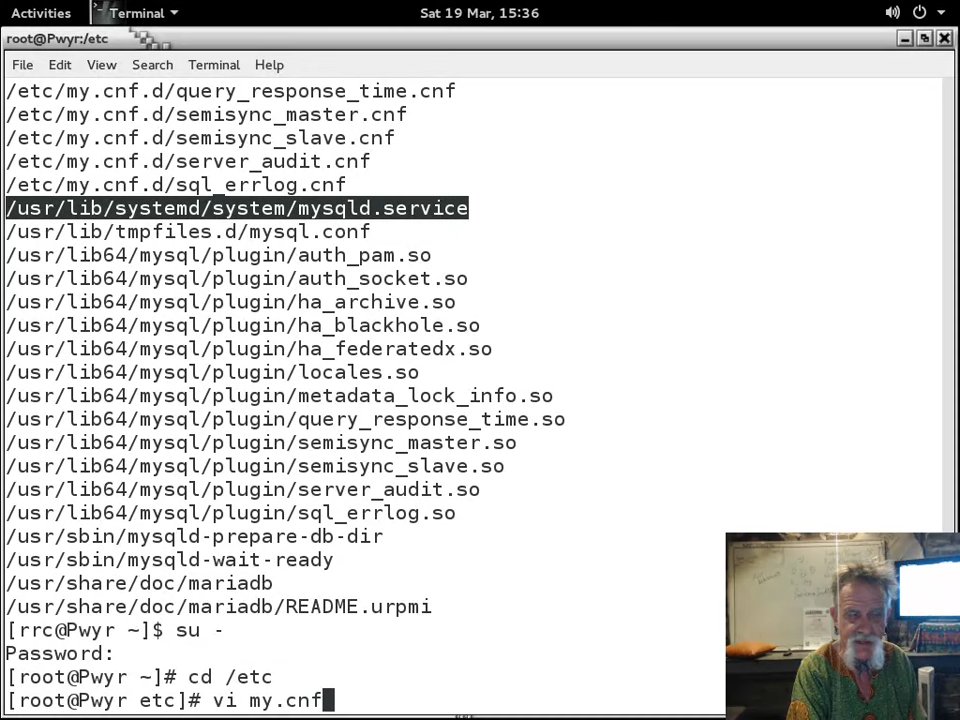 Activities Terminal Sat 19 Mar, 15:36
root@Pwyr:/etc
File Edit View Search Terminal Help
/etc/my.cnf.d/query_response_time.cnf
/etc/my.cnf.d/semisync_master.cnf
/etc/my.cnf.d/semisync_slave.cnf
/etc/my.cnf.d/server_audit.cnf
/etc/my.cnf.d/sql_errlog.cnf
/usr/lib/systemd/system/mysqld.service
/usr/lib/tmpfiles.d/mysql.conf
/usr/lib64/mysql/plugin/auth_pam.so
/usr/lib64/mysql/plugin/auth_socket.so
/usr/lib64/mysql/plugin/ha_archive.so
/usr/lib64/mysql/plugin/ha_blackhole.so
/usr/lib64/mysql/plugin/ha_federatedx.so
/usr/lib64/mysql/plugin/locales.so
/usr/lib64/mysql/plugin/metadata_lock_info.so
/usr/lib64/mysql/plugin/query_response_time.so
/usr/lib64/mysql/plugin/semisync_master.so
/usr/lib64/mysql/plugin/semisync_slave.so
/usr/lib64/mysql/plugin/server_audit.so
/usr/lib64/mysql/plugin/sql_errlog.so
/usr/sbin/mysqld-prepare-db-dir
/usr/sbin/mysqld-wait-ready
/usr/share/doc/mariadb
/usr/share/doc/mariadb/README.urpmi
[rrc@Pwyr ~]$ su -
Password:
[root@Pwyr ~]# cd /etc
[root@Pwyr etc]# vi my.cnf